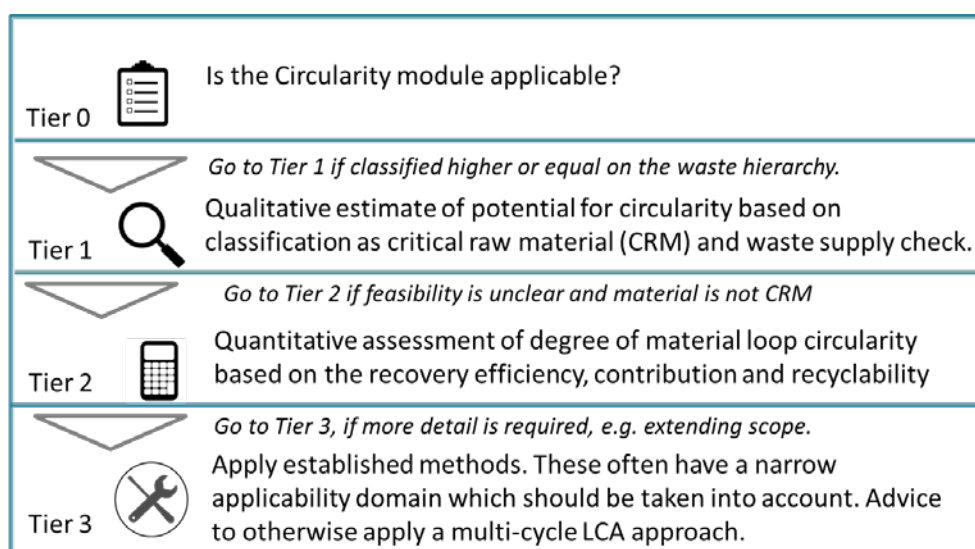 Is the Circularity module applicable?
Tier 0
Go to Tier 1 if classified higher or equal on the waste hierarchy.
Qualitative estimate of potential for circularity based on
classification as critical raw material (CRM) and waste supply check.
Tier 1
Go to Tier 2 if feasibility is unclear and material is not CRM
Quantitative assessment of degree of material loop circularity
based on the recovery efficiency, contribution and recyclability
Tier 2
Go to Tier 3, if more detail is required, e.g. extending scope.
Apply established methods. These often have a narrow
applicability domain which should be taken into account. Advice
to otherwise apply a multi-cycle LCA approach.
Tier 3